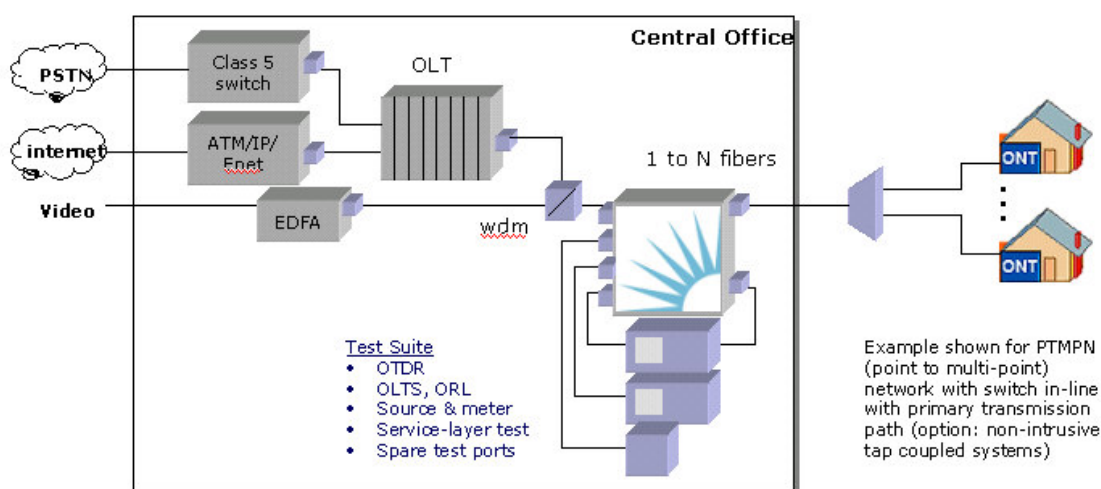 Central Office
PSTN
Class 5
switch
OLT
internet
ATM/IP/
Enet
1 to N fibers
ONT
Video
EDFA
wdm
ONT
Test Suite
• OTDR
• OLTS, ORL
• Source & meter
• Service-layer test
• Spare test ports
Example shown for PTMPN
(point to multi-point)
network with switch in-line
with primary transmission
path (option: non-intrusive
tap coupled systems)